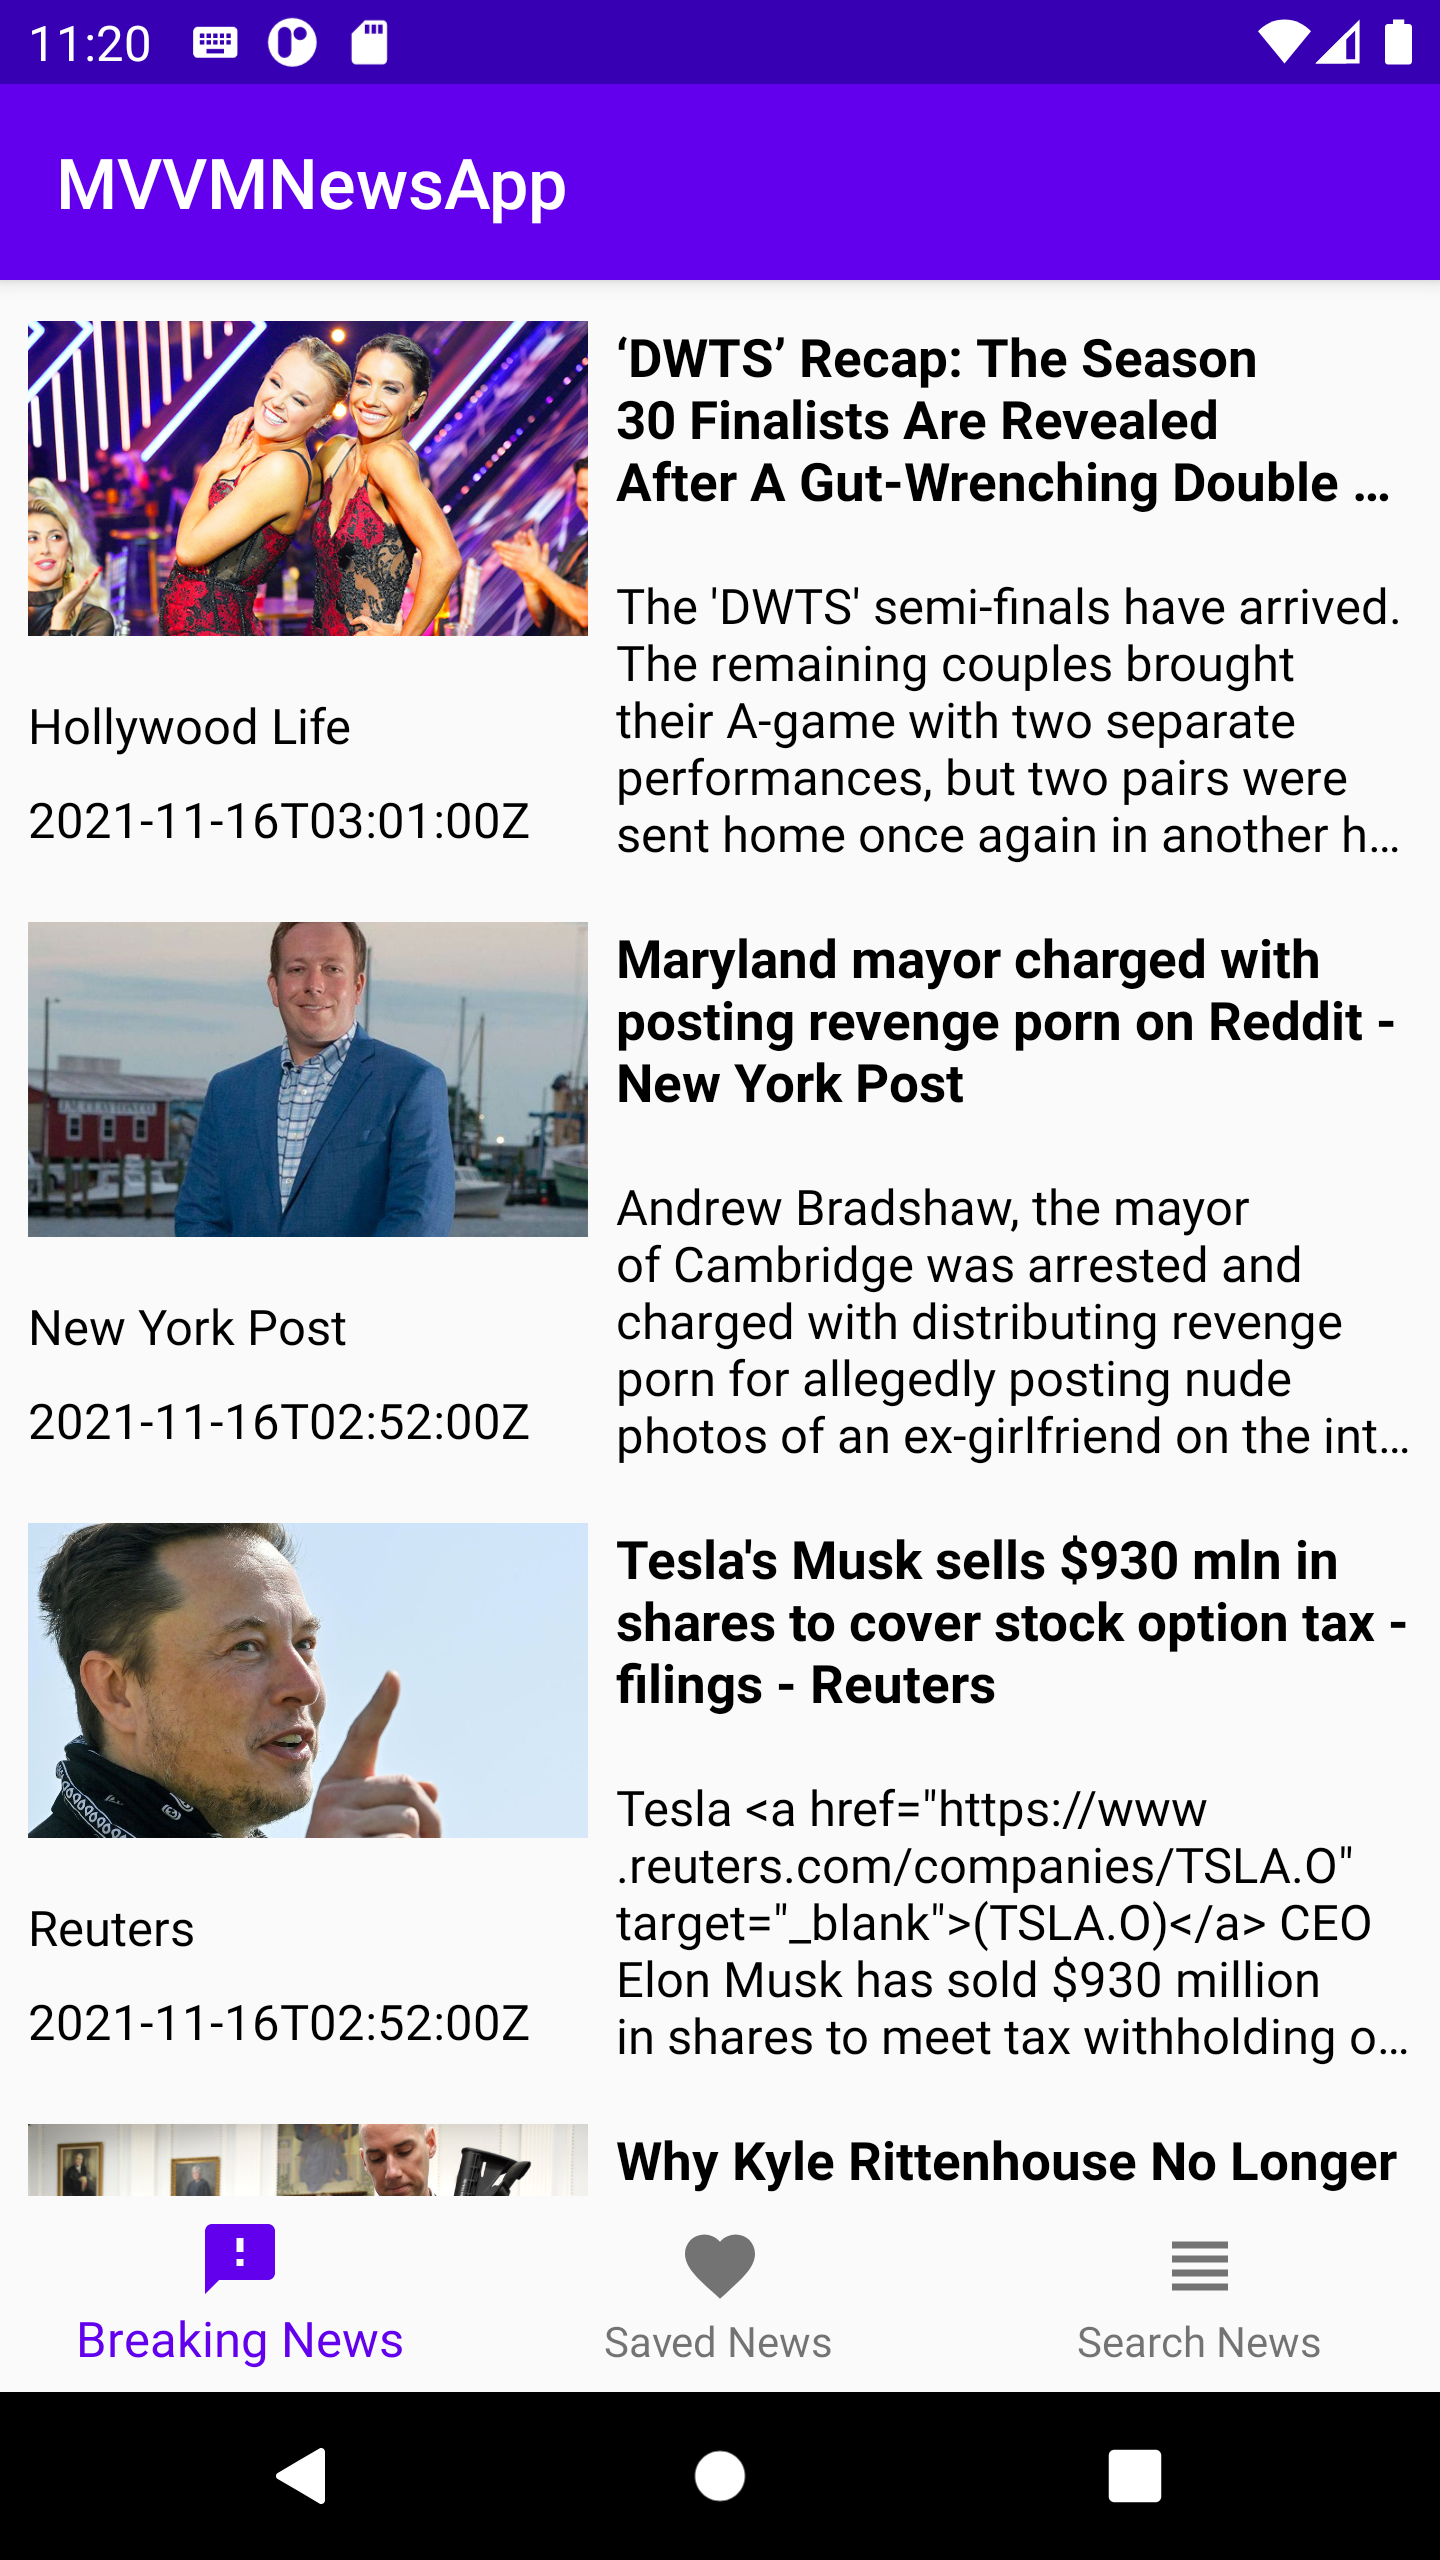 11:20
MVVMNewsApp
‘DWTS’ Recap: The Season
30 Finalists Are Revealed
After A Gut-Wrenching Double …
The 'DWTS' semi-finals have arrived.
The remaining couples brought
their A-game with two separate
performances, but two pairs were
sent home once again in another h…
Hollywood Life
2021-11-16T03:01:00Z
Maryland mayor charged with
posting revenge porn on Reddit -
New York Post
Andrew Bradshaw, the mayor
of Cambridge was arrested and
charged with distributing revenge
porn for allegedly posting nude
photos of an ex-girlfriend on the int…
New York Post
2021-11-16T02:52:00Z
Tesla's Musk sells $930 mln in
shares to cover stock option tax -
filings - Reuters
Tesla <a href="https://www
.reuters.com/companies/TSLA.O"
target="_blank">(TSLA.O)</a> CEO
Elon Musk has sold $930 million
in shares to meet tax withholding o…
Reuters
2021-11-16T02:52:00Z
Why Kyle Rittenhouse No Longer
Breaking News
Saved News
Search News